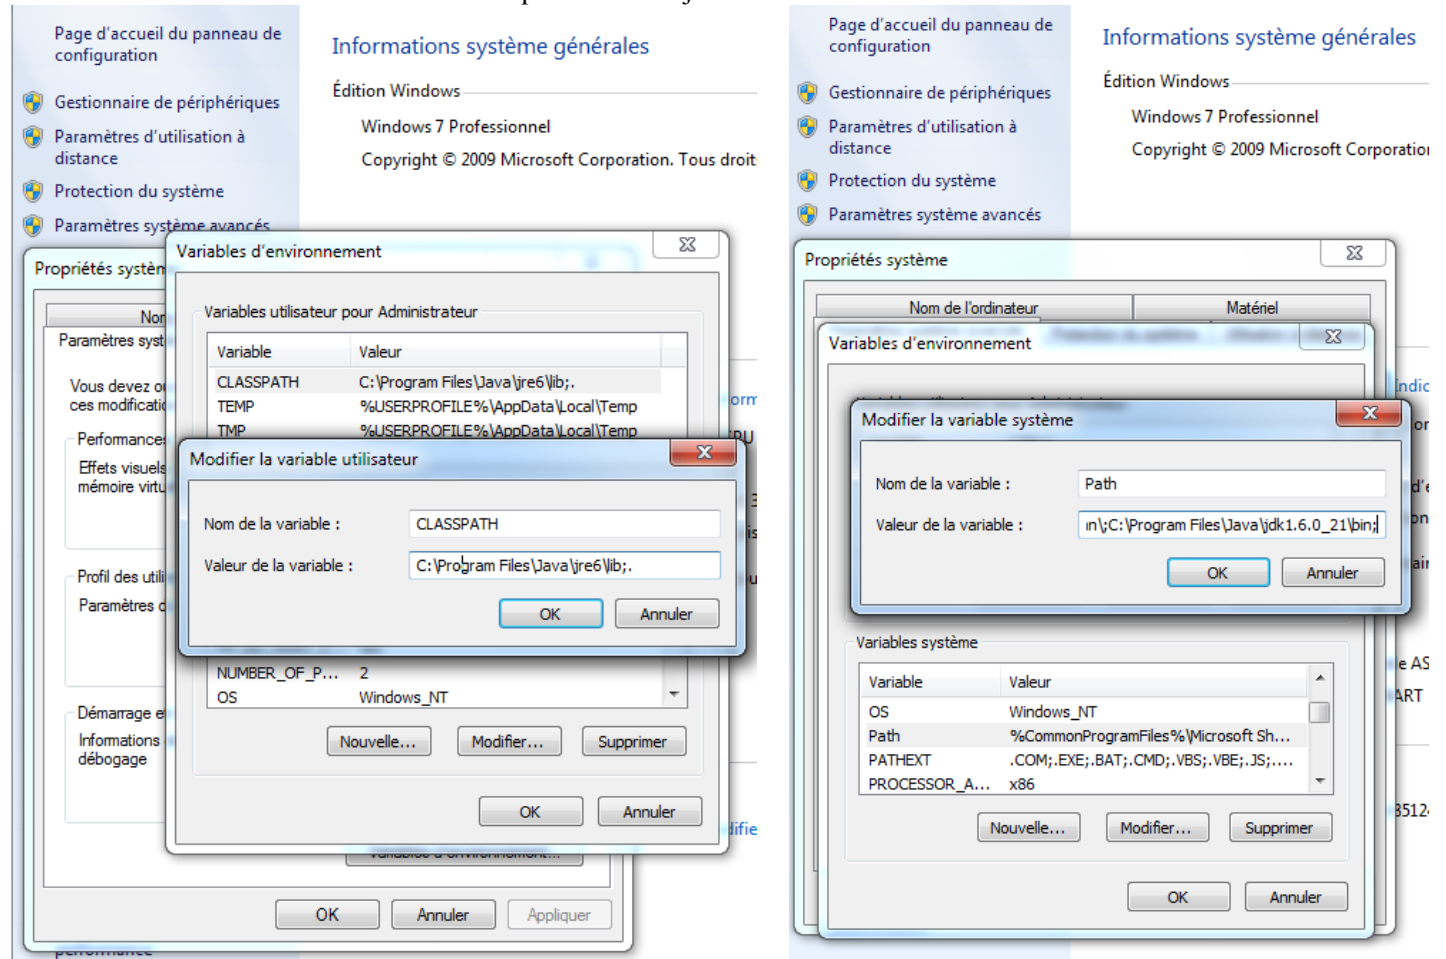 Page d'accueil du panneau de
configuration
Gestionnaire de périphériques
Paramètres d'utilisation à
distance
Protection du système
Paramètres système avancés
Informations système générales
Édition Windows
Windows 7 Professionnel
Copyright © 2009 Microsoft Corporation. Tous droit
Propriétés systèm
Nor
Paramètres syst
Vous devez
ces modificatio
Performances
Effets visuels
mémoire virtu
Profil des utili
Paramètres d
Démarrage e
Informations
débogage
OK
Annuler
Appliquer
performance
Variables d'environnement
Variables utilisateur pour Administrateur
Variable Valeur
CLASSPATH C:\Program Files\Java\jre6\lib;.
TEMP %USERPROFILE%\AppData\Local\Temp
TMP %USERPROFILE%\AppData\Local\Temp
Modifier la variable utilisateur
Nom de la variable : CLASSPATH
Valeur de la variable : C:\Program Files\Java\jre6\lib;.
OK Annuler
NUMBER_OF_P... 2
OS Windows_NT
Nouvelle... Modifier... Supprimer
OK Annuler
Variables d'environnement...
Page d'accueil du panneau de
configuration
Gestionnaire de périphériques
Paramètres d'utilisation à
distance
Protection du système
Paramètres système avancés
Informations système générales
Édition Windows
Windows 7 Professionnel
Copyright © 2009 Microsoft Corporation
Propriétés système
Nom de l'ordinateur Matériel
Variables d'environnement
Modifier la variable système
Nom de la variable : Path
Valeur de la variable : in\;C:\Program Files\Java\jdk1.6.0_21\bin;
OK Annuler
Variables système
Variable Valeur
OS Windows_NT
Path %CommonProgramFiles%\Microsoft Sh...
PATHEXT .COM;.EXE;.BAT;.CMD;.VBS;.VBE;.JS;....
PROCESSOR_A... x86
Nouvelle... Modifier... Supprimer
OK Annuler